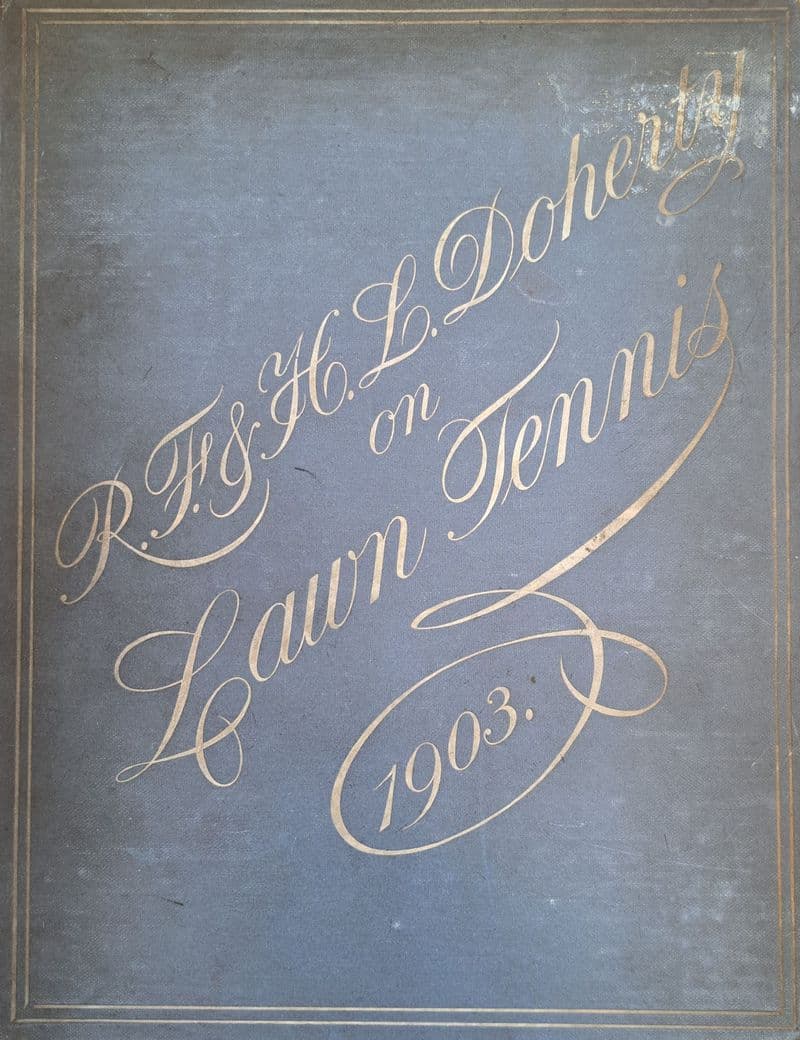 R.F. & H.L. Doherty
on
Lawn Tennis
1903.